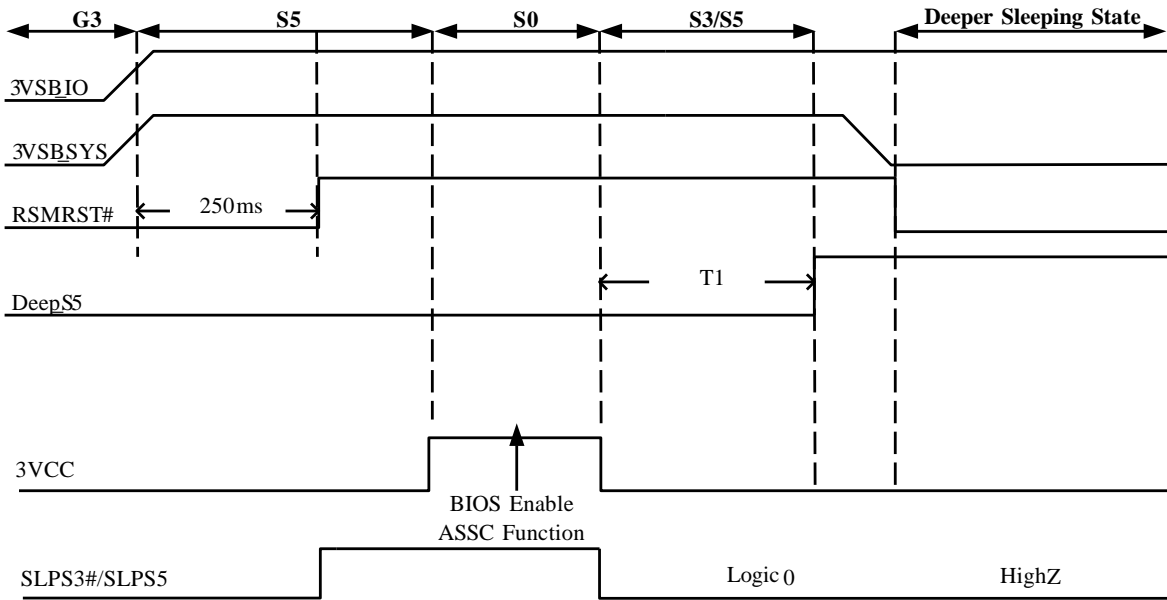 G3 S5 S0 S3/S5 Deeper Sleeping State
3VSB_IO
3VSB_SYS
250ms
RSMRST#
T1
Deep_S5
3VCC
BIOS Enable
ASSC Function
SLPS3#/SLPS5 Logic 0 HighZ